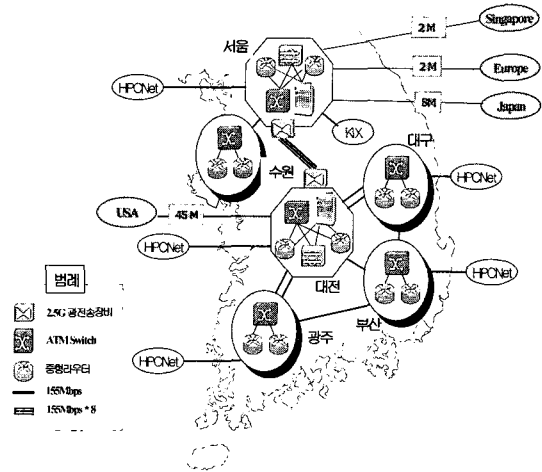 2M
Singapore
서울
2M
Europe
HPCNet
8M
Japan
KIX
대구
수원
HPCNet
USA
45M
HPCNet
대전
HPCNet
범례
부산
2.5G 광전송장비
광주
ATM Switch
HPCNet
중형라우터
155Mbps
155Mbps * 8